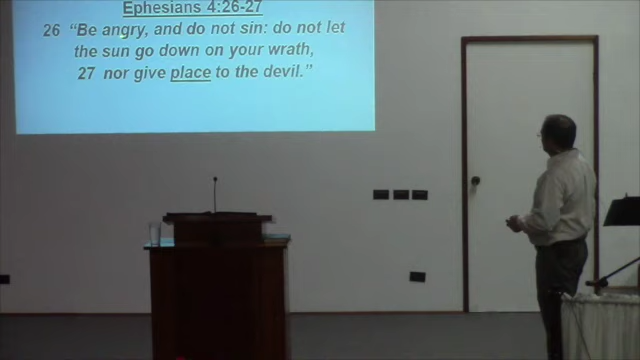 Ephesians 4:26-27
26 “Be angry, and do not sin: do not let
the sun go down on your wrath,
27 nor give place to the devil.”